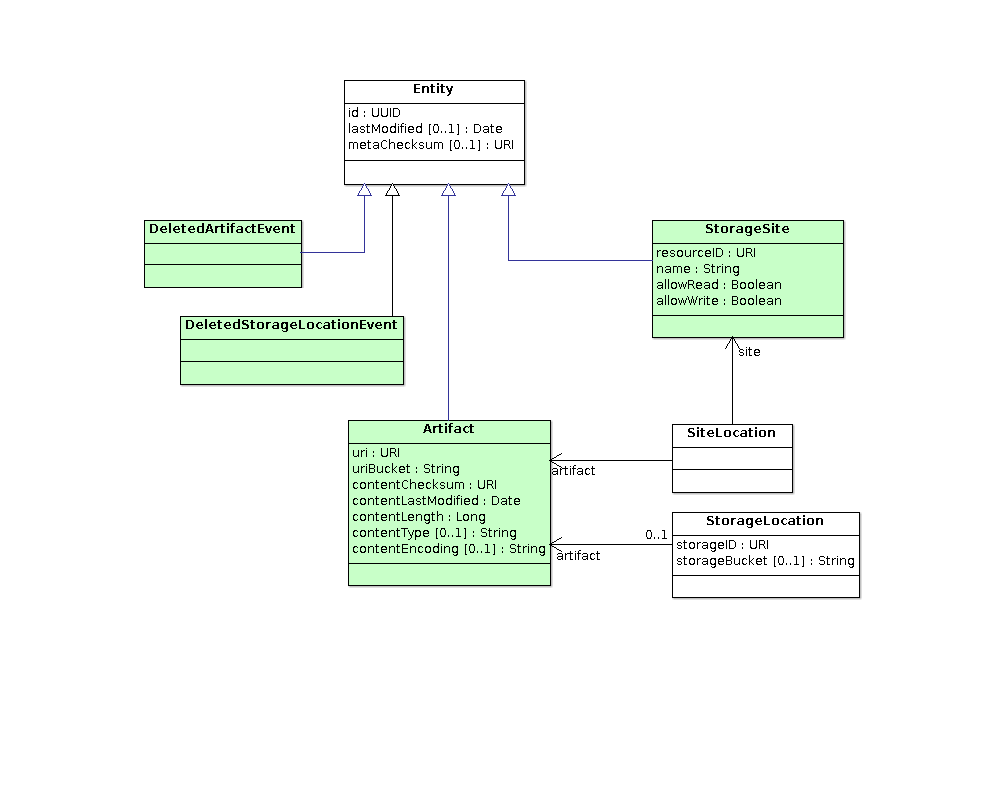 Entity
id : UUID
lastModified [0..1] : Date
metaChecksum [0..1] : URI
DeletedArtifactEvent
StorageSite
resourceID : URI
name : String
allowRead : Boolean
allowWrite : Boolean
DeletedStorageLocationEvent
site
Artifact
uri : URI
uriBucket : String
contentChecksum : URI
contentLastModified : Date
contentLength : Long
contentType [0..1] : String
contentEncoding [0..1] : String
SiteLocation
artifact
StorageLocation
storageID : URI
storageBucket [0..1] : String
0..1
artifact